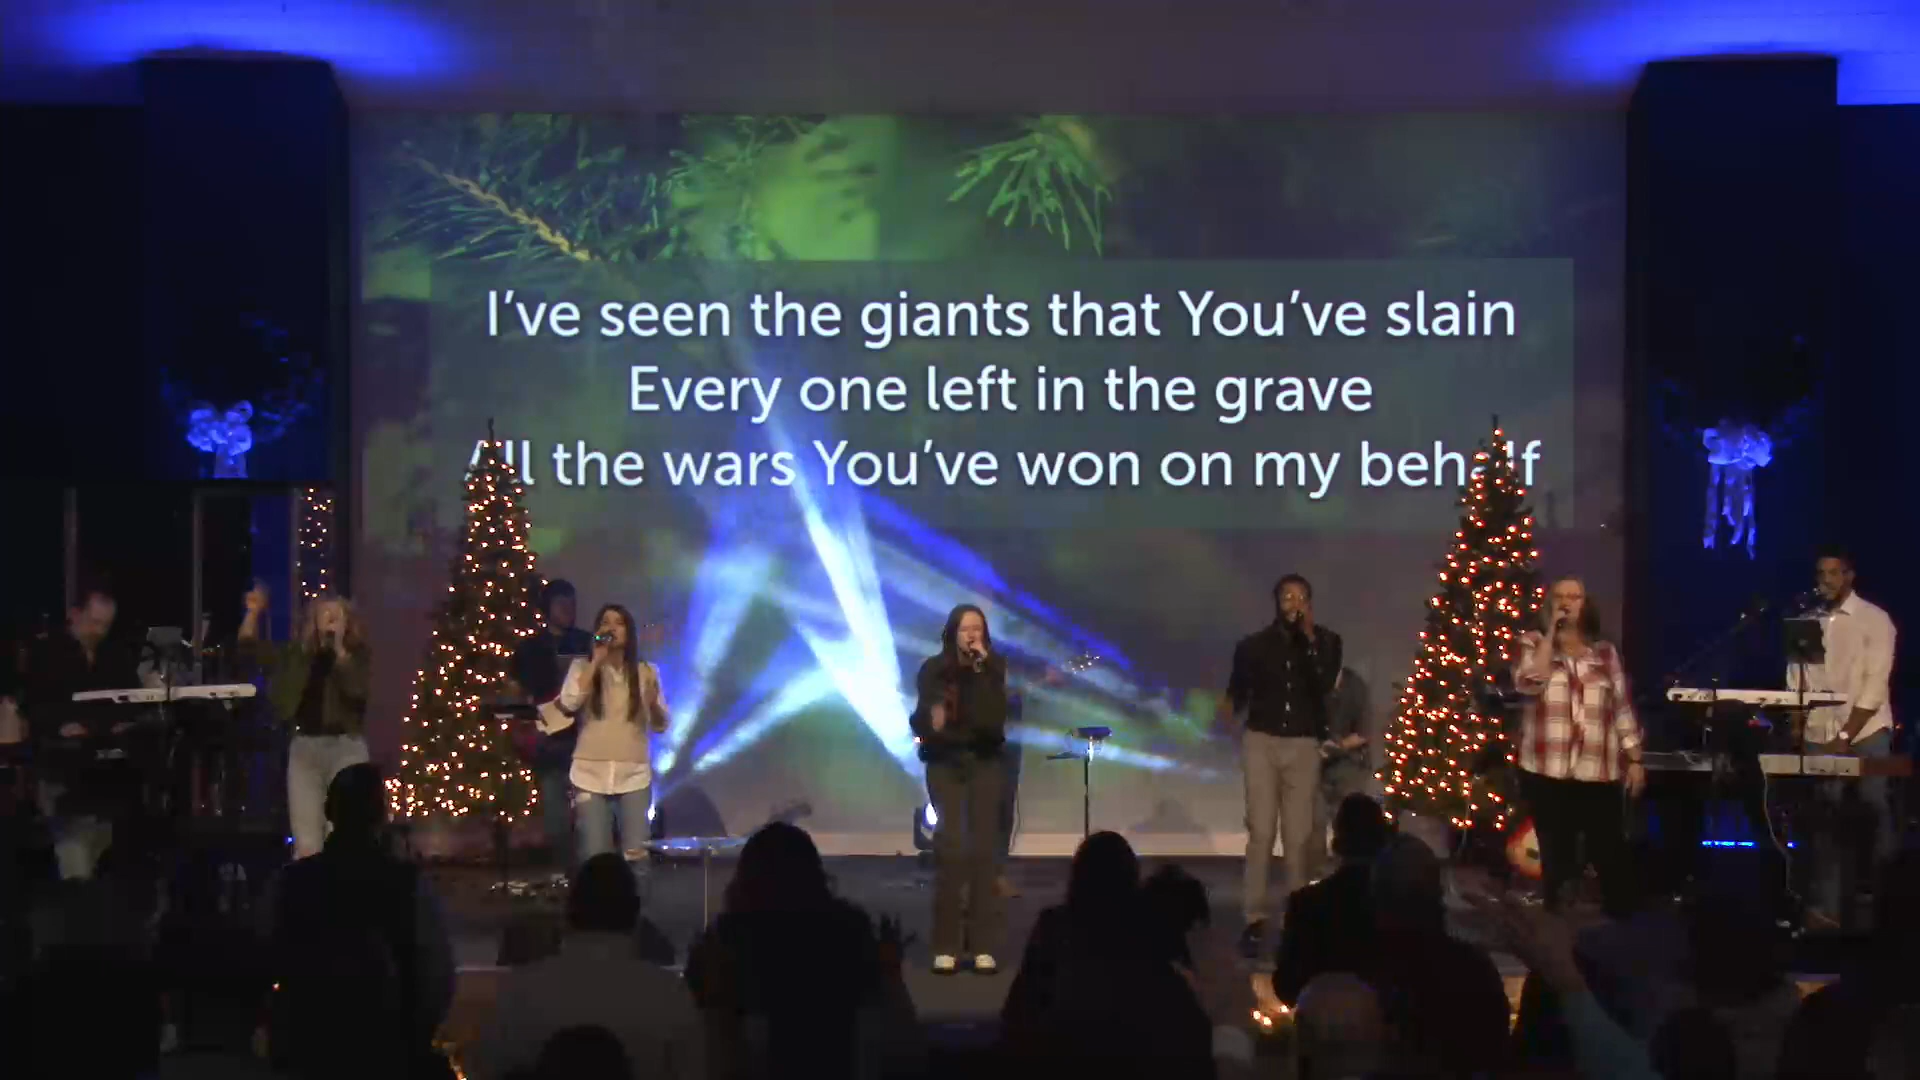 I’ve seen the giants that You’ve slain
Every one left in the grave
All the wars You’ve won on my behalf